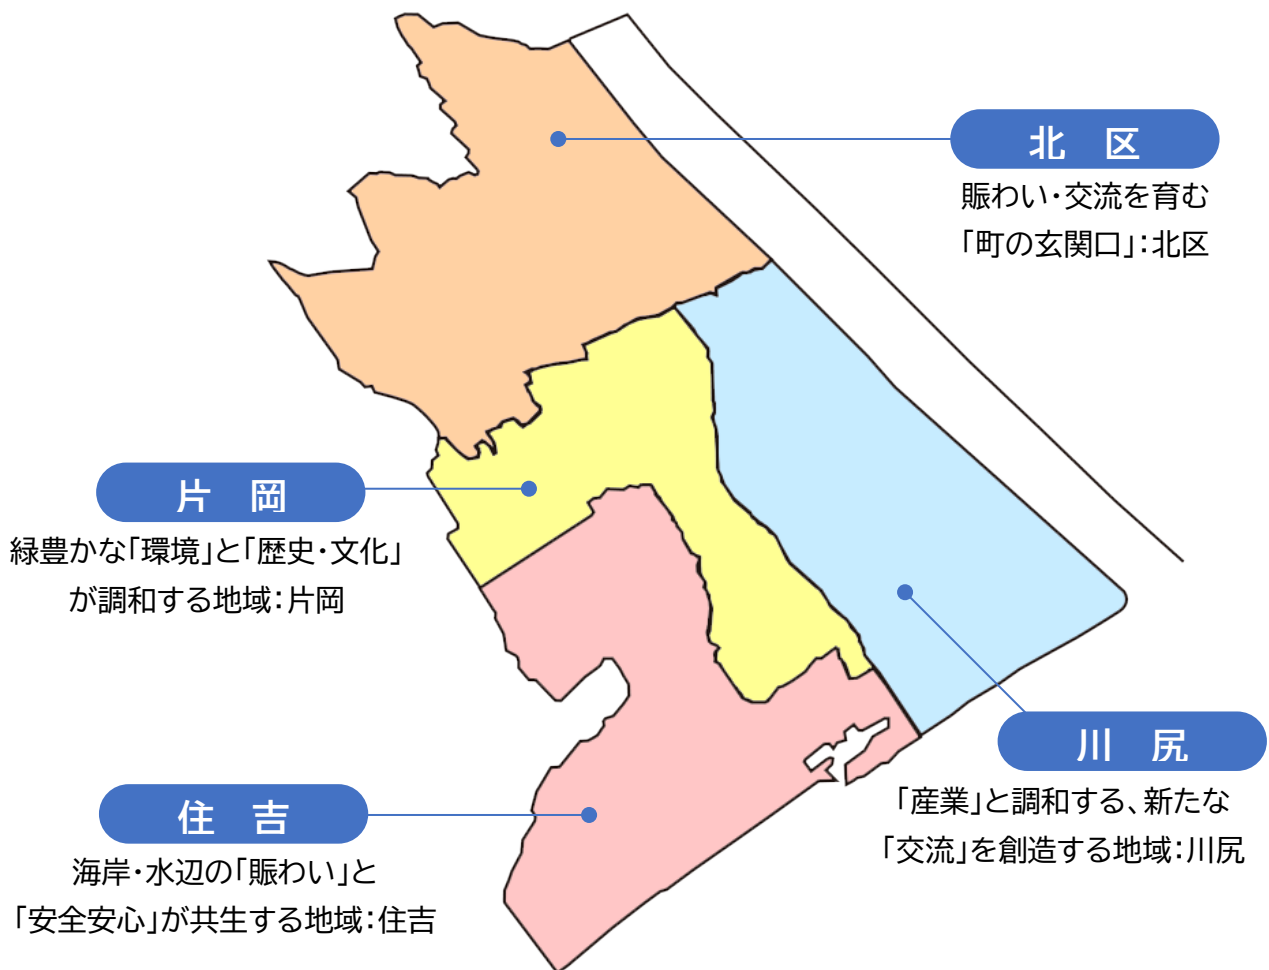 北　区
賑わい・交流を育む
「町の玄関口」：北区
片　岡
緑豊かな「環境」と「歴史・文化」
が調和する地域：片岡
川　尻
「産業」と調和する、新たな
「交流」を創造する地域：川尻
住　吉
海岸・水辺の「賑わい」と
「安全安心」が共生する地域：住吉